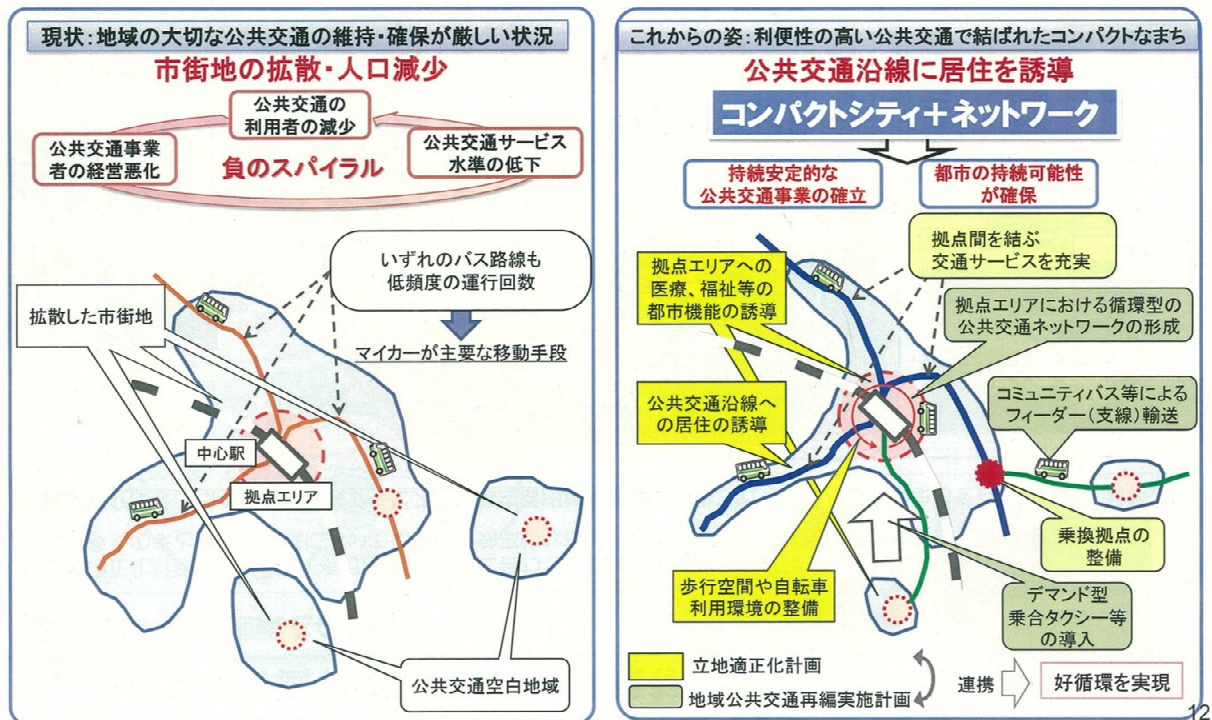 現状:地域の大切な公共交通の維持・確保が厳しい状況
市街地の拡散・人口減少
公共交通の
利用者の減少
公共交通事業
者の経営悪化
負のスパイラル
公共交通サービス
水準の低下
いずれのバス路線も
低頻度の運行回数
マイカーが主要な移動手段
拡散した市街地
中心駅
拠点エリア
公共交通空白地域
これからの姿:利便性の高い公共交通で結ばれたコンパクトなまち
公共交通沿線に居住を誘導
コンパクトシティ+ネットワーク
持続安定的な
公共交通事業の確立
都市の持続可能性
が確保
拠点間を結ぶ
交通サービスを充実
拠点エリアへの
医療、福祉等の
都市機能の誘導
拠点エリアにおける循環型の
公共交通ネットワークの形成
公共交通沿線へ
の居住の誘導
コミュニティバス等による
フィーダー(支線)輸送
乗換拠点の
整備
歩行空間や自転車
利用環境の整備
デマンド型
乗合タクシー等
の導入
立地適正化計画
地域公共交通再編実施計画
連携
好循環を実現
12